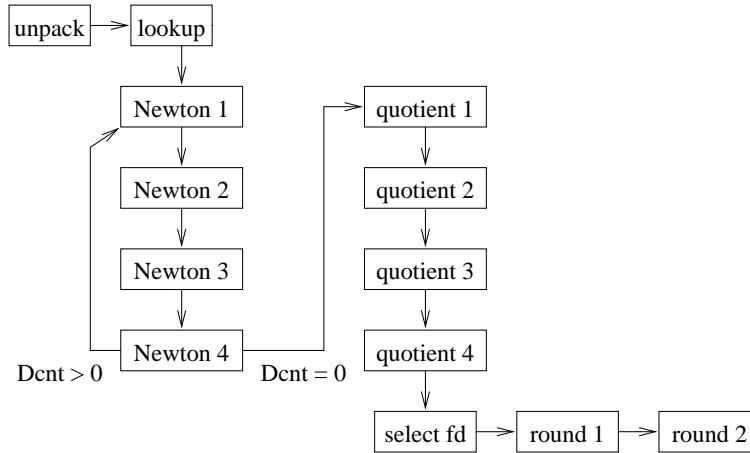 unpack
lookup
Newton 1
Newton 2
Newton 3
Newton 4
Dcnt > 0
Dcnt = 0
quotient 1
quotient 2
quotient 3
quotient 4
select fd
round 1
round 2